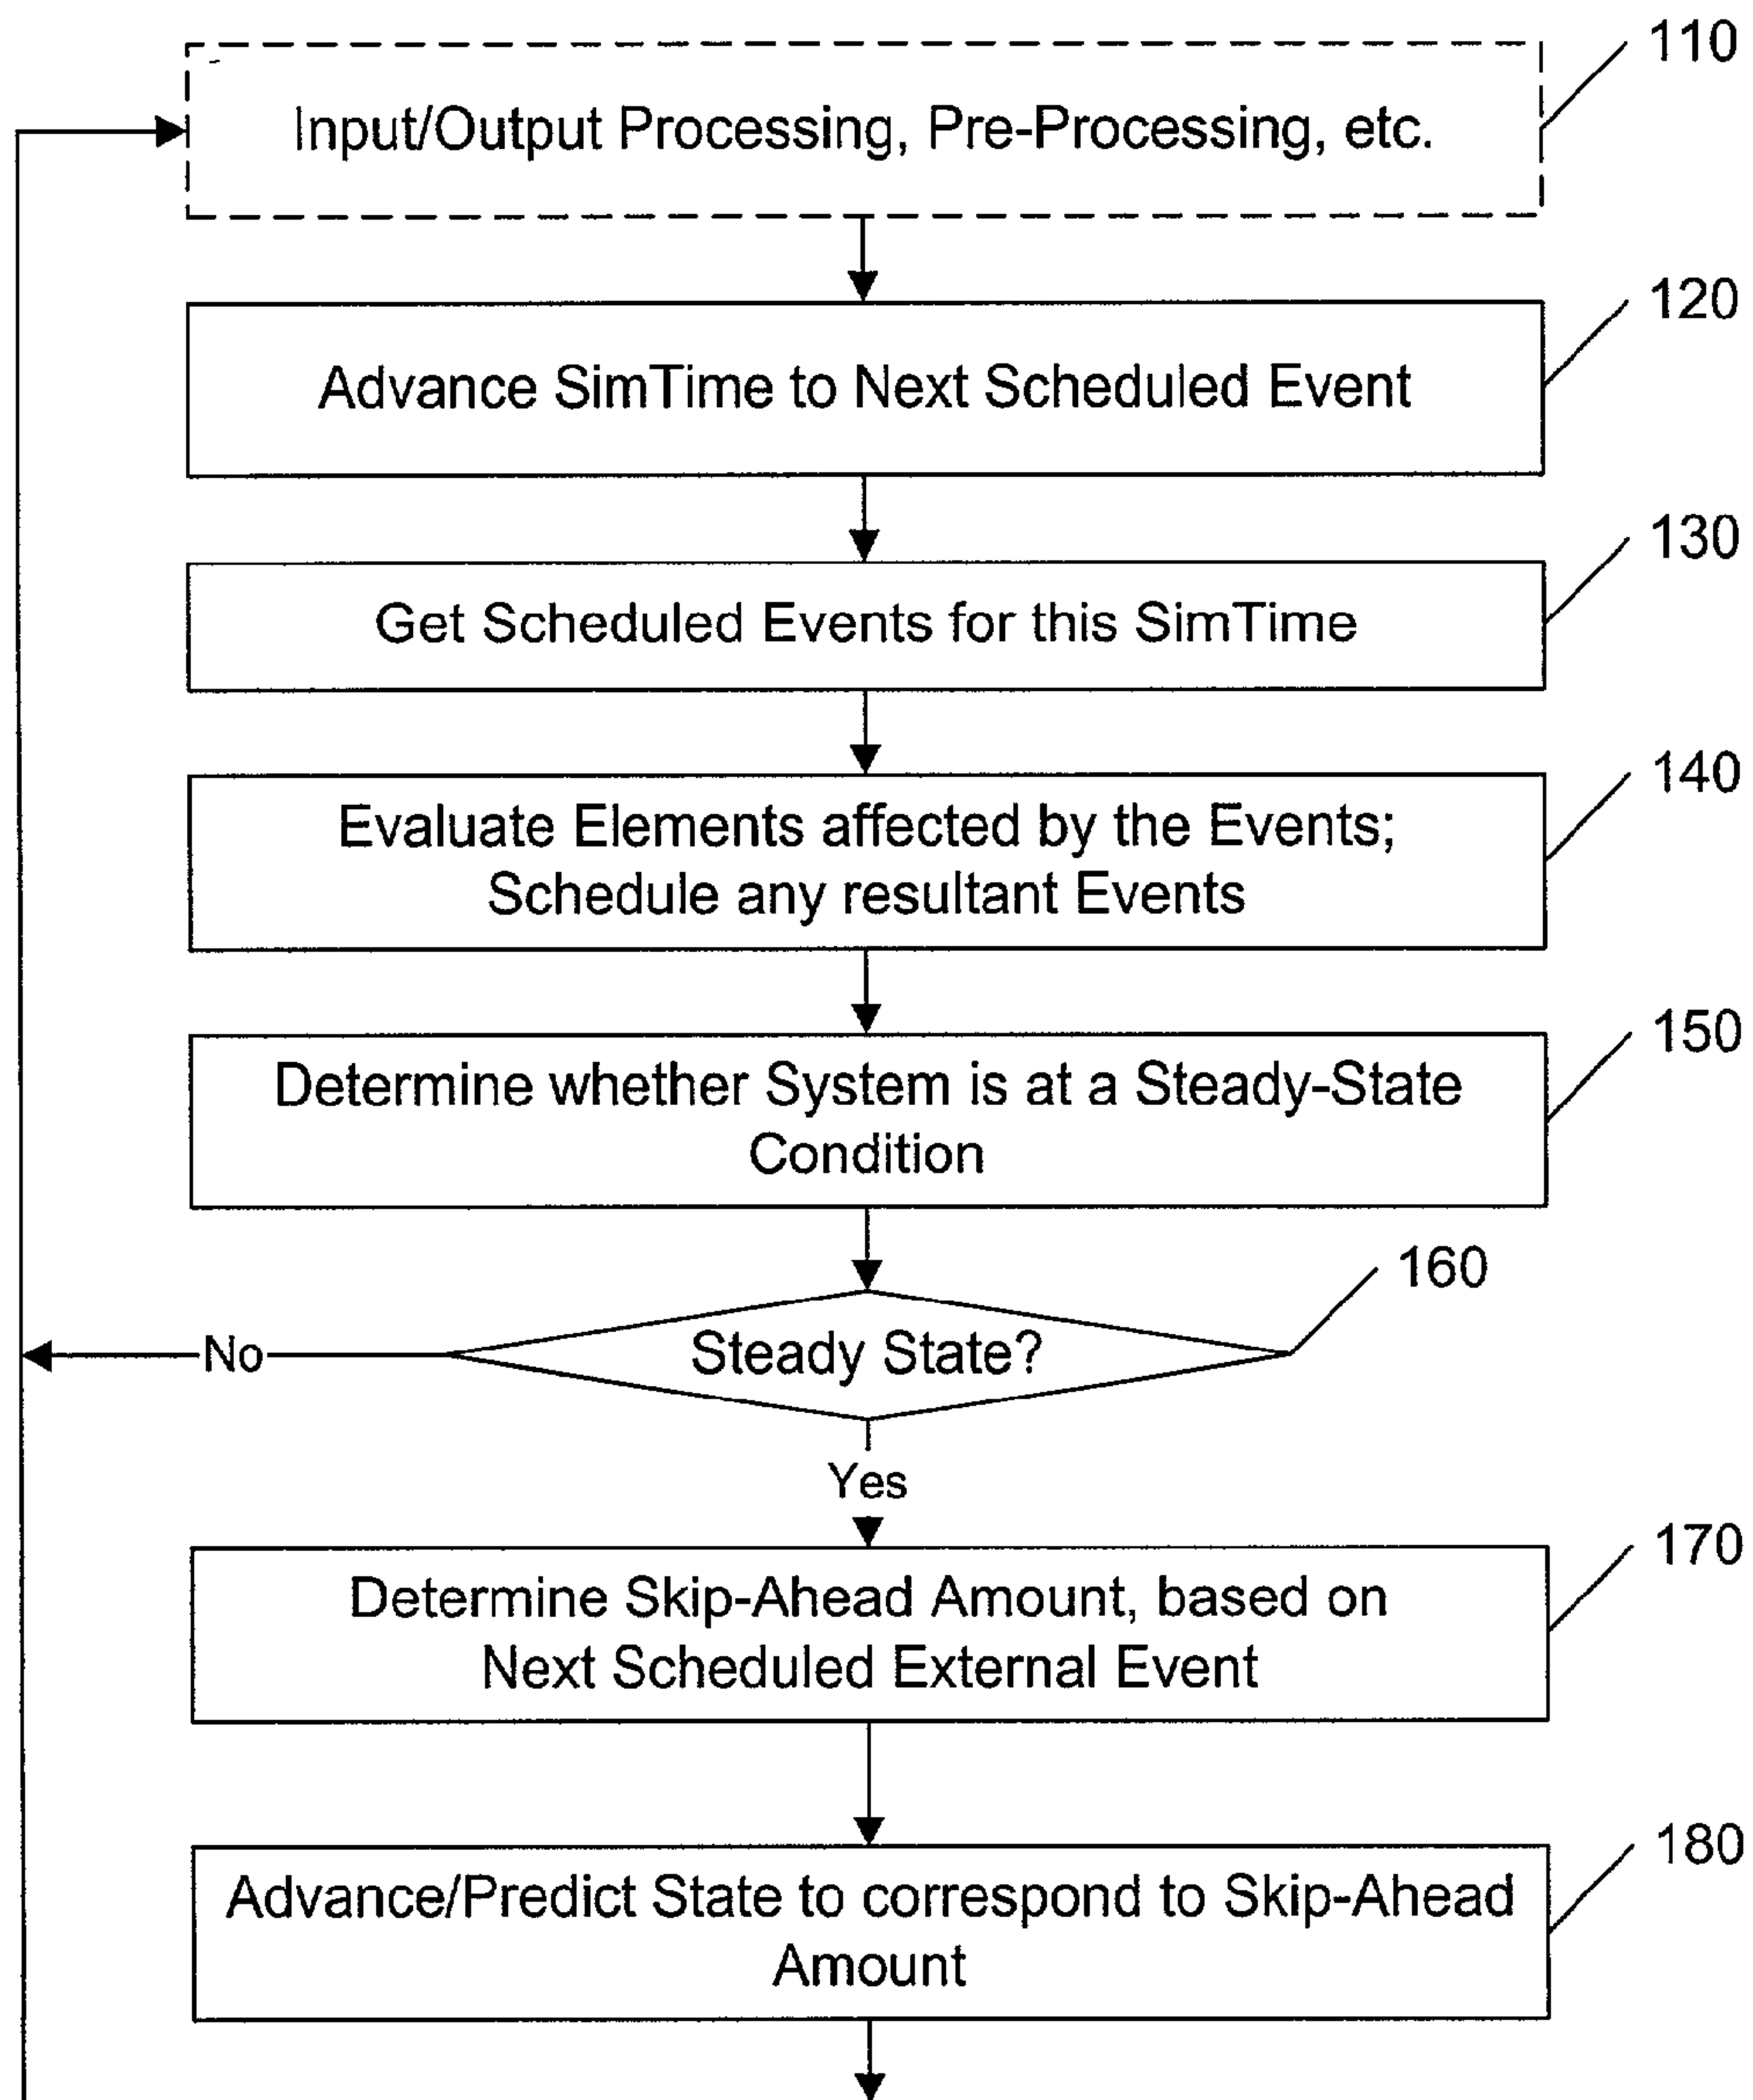 110
Input/Output Processing, Pre-Processing, etc.
120
Advance SimTime to Next Scheduled Event
130
Get Scheduled Events for this SimTime
140
Evaluate Elements affected by the Events;
Schedule any resultant Events
150
Determine whether System is at a Steady-State
Condition
160
Steady State?
No
Yes
170
Determine Skip-Ahead Amount, based on
Next Scheduled External Event
180
Advance/Predict State to correspond to Skip-Ahead
Amount